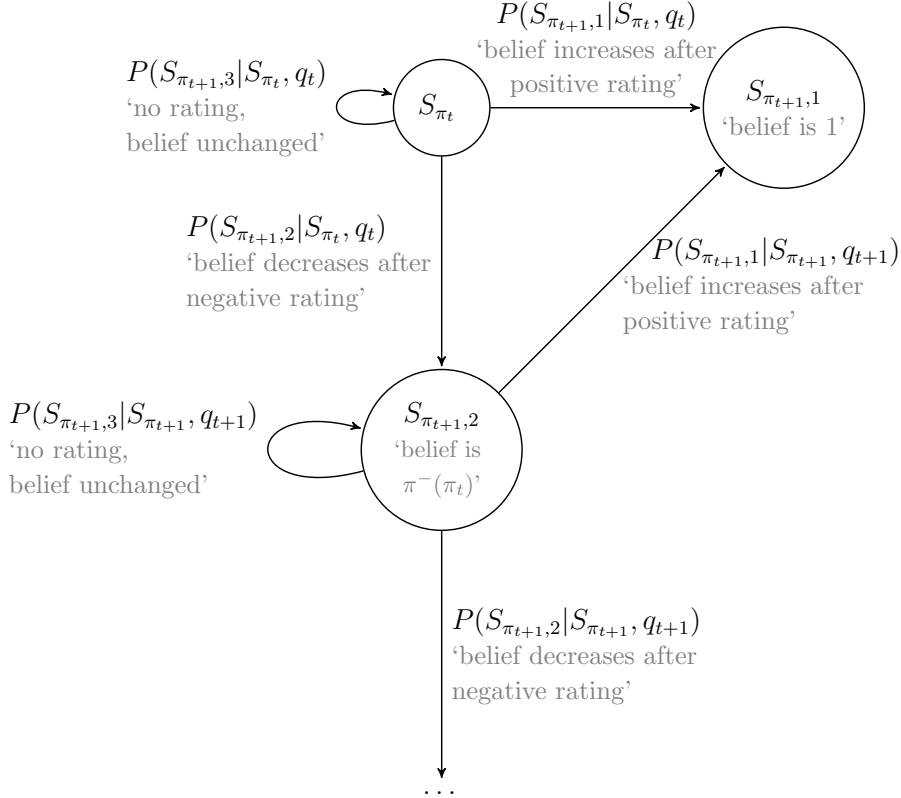 P(S_{π_{t+1},1}|S_{π_t}, q_t)
‘belief increases after
positive rating’
P(S_{π_{t+1},3}|S_{π_t}, q_t)
‘no rating,
belief unchanged’
S_{π_t}
S_{π_{t+1},1}
‘belief is 1’
P(S_{π_{t+1},2}|S_{π_t}, q_t)
‘belief decreases after
negative rating’
P(S_{π_{t+1},1}|S_{π_{t+1}}, q_{t+1})
‘belief increases after
positive rating’
P(S_{π_{t+1},3}|S_{π_{t+1}}, q_{t+1})
‘no rating,
belief unchanged’
S_{π_{t+1},2}
‘belief is
π^−(π_t)’
P(S_{π_{t+1},2}|S_{π_{t+1}}, q_{t+1})
‘belief decreases after
negative rating’
...